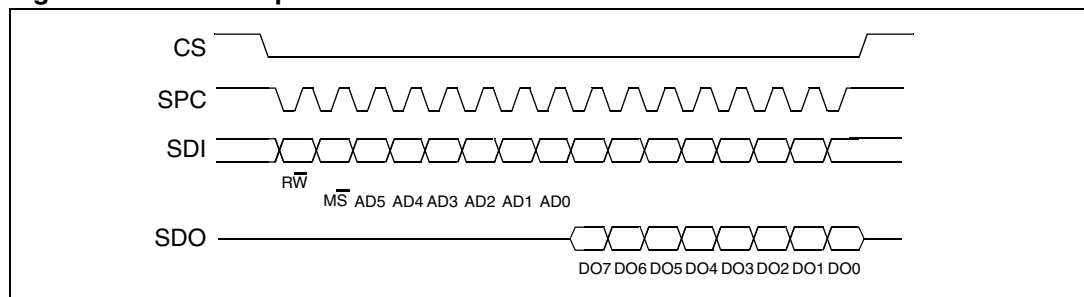 CS
SPC
SDI
RW̅
MS̅ AD5 AD4 AD3 AD2 AD1 AD0
SDO
DO7 DO6 DO5 DO4 DO3 DO2 DO1 DO0